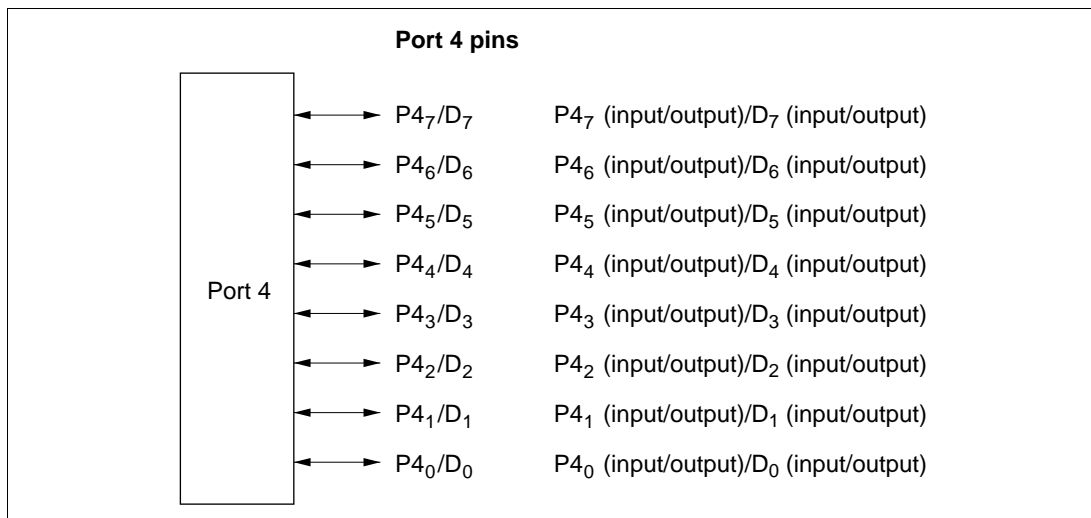 Port 4 pins
P4₇/D₇ P4₇ (input/output)/D₇ (input/output)
P4₆/D₆ P4₆ (input/output)/D₆ (input/output)
P4₅/D₅ P4₅ (input/output)/D₅ (input/output)
P4₄/D₄ P4₄ (input/output)/D₄ (input/output)
Port 4
P4₃/D₃ P4₃ (input/output)/D₃ (input/output)
P4₂/D₂ P4₂ (input/output)/D₂ (input/output)
P4₁/D₁ P4₁ (input/output)/D₁ (input/output)
P4₀/D₀ P4₀ (input/output)/D₀ (input/output)